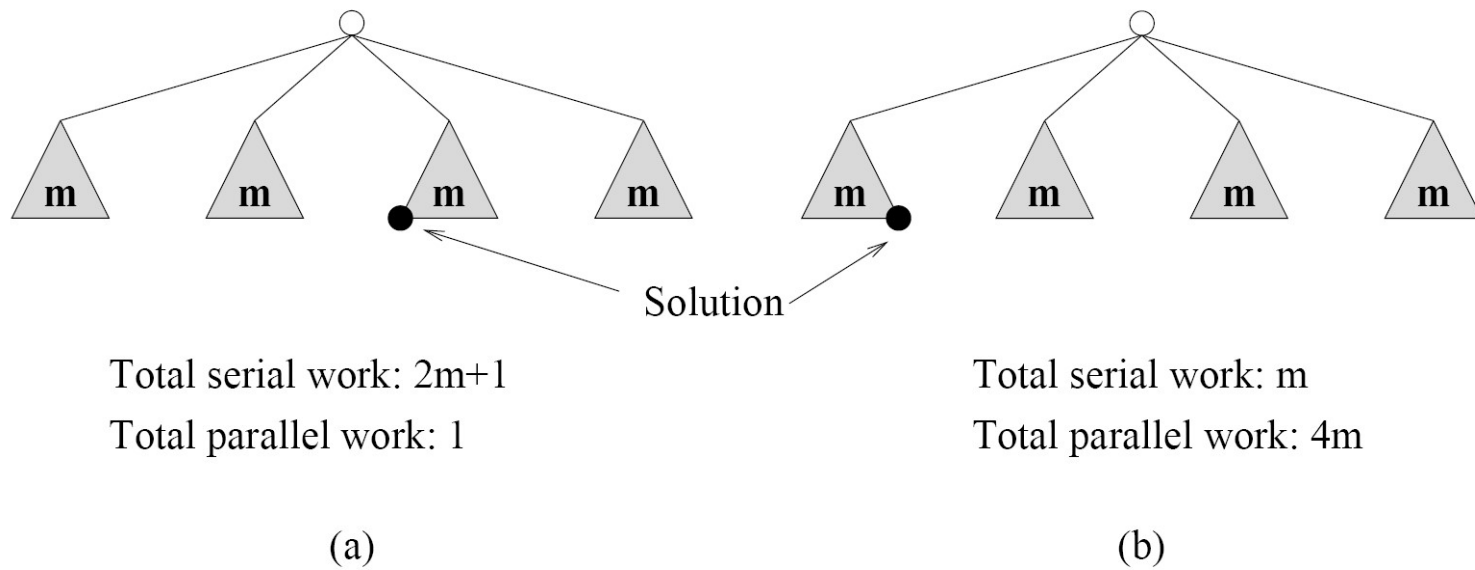 m m m m m m m m
Solution
Total serial work: 2m+1
Total serial work: m
Total parallel work: 1
Total parallel work: 4m
(a)
(b)